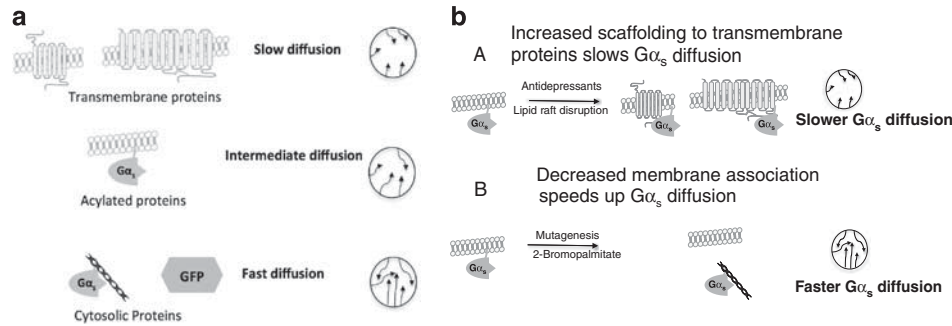 a
Slow diffusion
Transmembrane proteins
Intermediate diffusion
Gαs
Acylated proteins
Gαs
GFP
Fast diffusion
Cytosolic Proteins
b
A
Increased scaffolding to transmembrane
proteins slows Gαs diffusion
Antidepressants
Lipid raft disruption
Gαs
Gαs
Gαs
Slower Gαs diffusion
B
Decreased membrane association
speeds up Gαs diffusion
Mutagenesis
2-Bromopalmitate
Gαs
Gαs
Faster Gαs diffusion